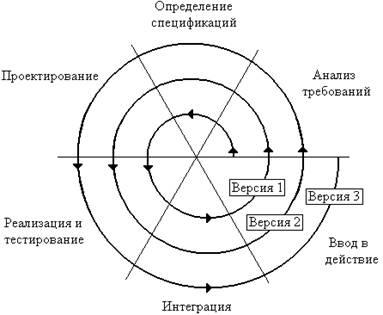 Определение
спецификаций
Проектирование
Анализ
требований
Версия 1
Версия 2
Версия 3
Реализация и
тестирование
Ввод в
действие
Интеграция